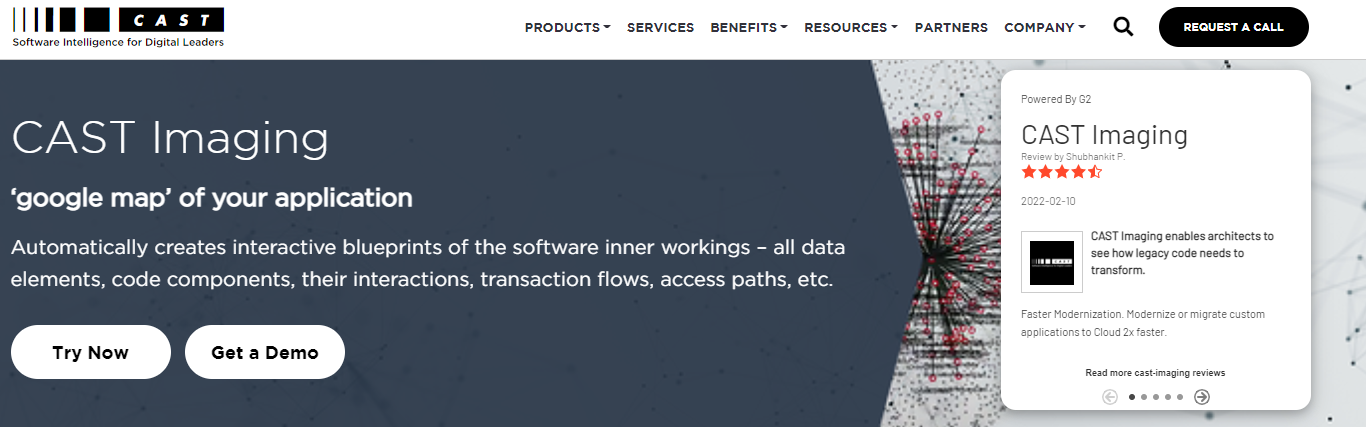 CAST
Software Intelligence for Digital Leaders
PRODUCTS SERVICES BENEFITS RESOURCES PARTNERS COMPANY
REQUEST A CALL
CAST Imaging
‘google map’ of your application
Automatically creates interactive blueprints of the software inner workings – all data
elements, code components, their interactions, transaction flows, access paths, etc.
Try Now
Get a Demo
Powered By G2
CAST Imaging
Review by Shubhankit P.
2022-02-10
CAST
CAST Imaging enables architects to
see how legacy code needs to
transform.
Faster Modernization. Modernize or migrate custom
applications to Cloud 2x faster.
Read more cast-imaging reviews